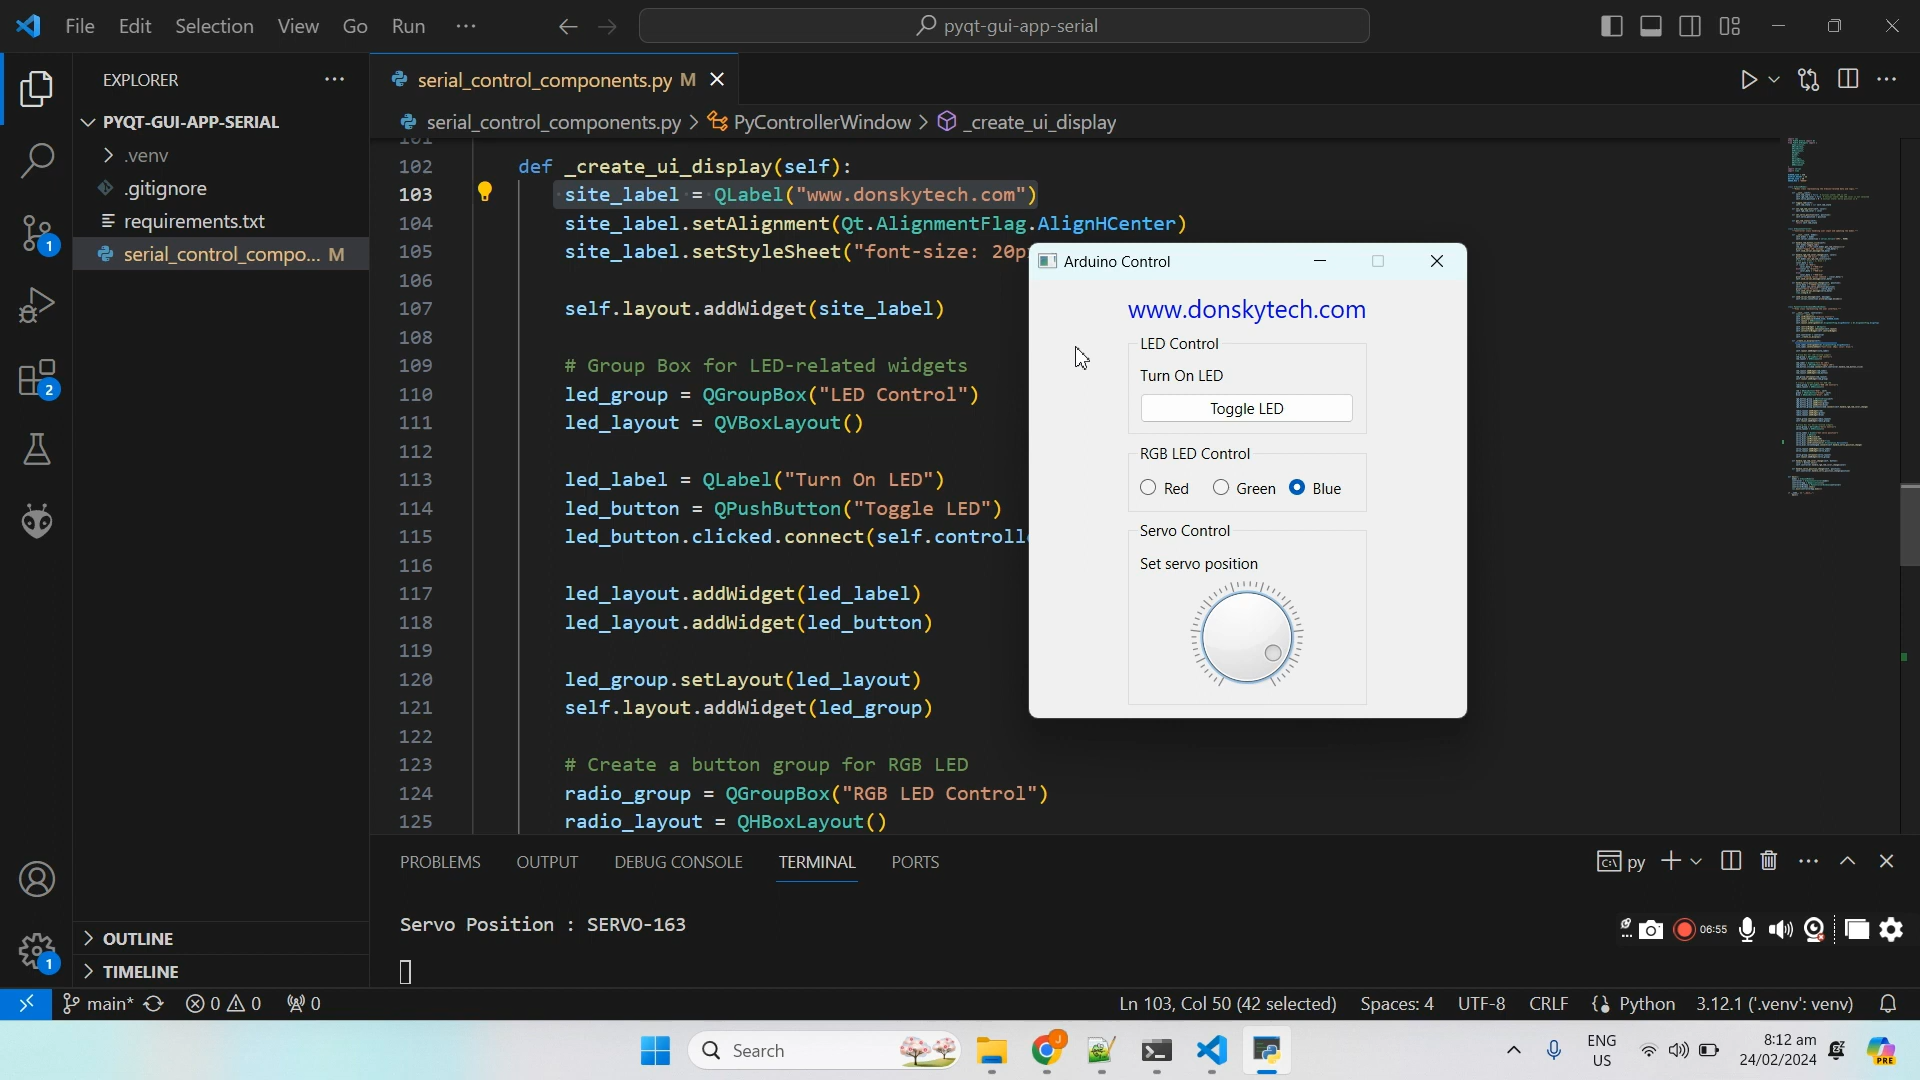 File Edit Selection View Go Run ···
pyqt-gui-app-serial
EXPLORER
PYQT-GUI-APP-SERIAL
.venv
.gitignore
requirements.txt
serial_control_compo... M
OUTLINE
TIMELINE
serial_control_components.py M
serial_control_components.py > PyControllerWindow > _create_ui_display
102 def _create_ui_display(self):
103 site_label = QLabel("www.donskytech.com")
104 site_label.setAlignment(Qt.AlignmentFlag.AlignHCenter)
105 site_label.setStyleSheet("font-size: 20p
106
107 self.layout.addWidget(site_label)
108
109 # Group Box for LED-related widgets
110 led_group = QGroupBox("LED Control")
111 led_layout = QVBoxLayout()
112
113 led_label = QLabel("Turn On LED")
114 led_button = QPushButton("Toggle LED")
115 led_button.clicked.connect(self.controll
116
117 led_layout.addWidget(led_label)
118 led_layout.addWidget(led_button)
119
120 led_group.setLayout(led_layout)
121 self.layout.addWidget(led_group)
122
123 # Create a button group for RGB LED
124 radio_group = QGroupBox("RGB LED Control")
125 radio_layout = QHBoxLayout()
Arduino Control
www.donskytech.com
LED Control
Turn On LED
Toggle LED
RGB LED Control
Red Green Blue
Servo Control
Set servo position
PROBLEMS OUTPUT DEBUG CONSOLE TERMINAL PORTS
py
Servo Position : SERVO-163
06:55
1
2
1
main* 0 0 0
Ln 103, Col 50 (42 selected) Spaces: 4 UTF-8 CRLF Python 3.12.1 ('.venv': venv)
Search
J
ENG
US
8:12 am
24/02/2024
PRE